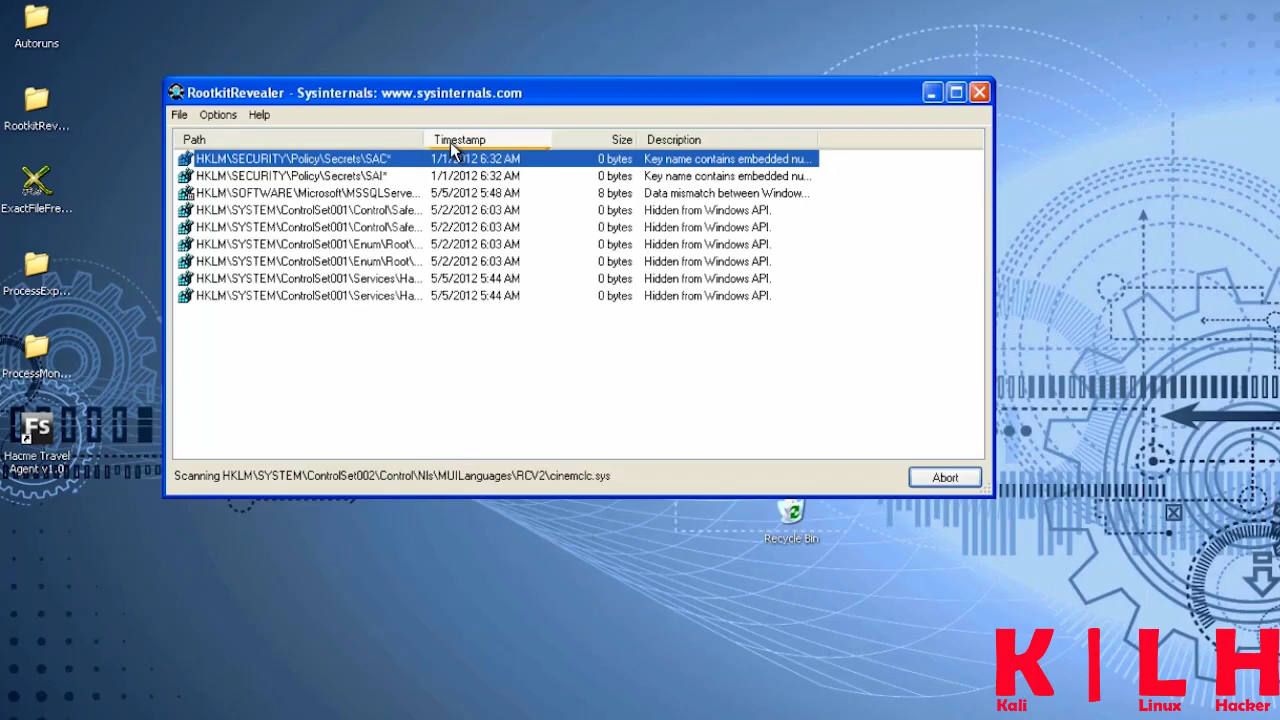 Autoruns
RootkitRev...
ExactFileFre...
ProcessExp...
ProcessMon...
Fs
Hacme Travel
Agent v1.0
RootkitRevealer - Sysinternals: www.sysinternals.com
File Options Help
Path Timestamp Size Description
HKLM\SECURITY\Policy\Secrets\SAC* 1/1/2012 6:32 AM 0 bytes Key name contains embedded nu...
HKLM\SECURITY\Policy\Secrets\SAI* 1/1/2012 6:32 AM 0 bytes Key name contains embedded nu...
HKLM\SOFTWARE\Microsoft\MSSQLServe... 5/5/2012 5:48 AM 8 bytes Data mismatch between Window...
HKLM\SYSTEM\ControlSet001\Control\Safe... 5/2/2012 6:03 AM 0 bytes Hidden from Windows API.
HKLM\SYSTEM\ControlSet001\Control\Safe... 5/2/2012 6:03 AM 0 bytes Hidden from Windows API.
HKLM\SYSTEM\ControlSet001\Enum\Root\... 5/2/2012 6:03 AM 0 bytes Hidden from Windows API.
HKLM\SYSTEM\ControlSet001\Enum\Root\... 5/2/2012 6:03 AM 0 bytes Hidden from Windows API.
HKLM\SYSTEM\ControlSet001\Services\Ha... 5/5/2012 5:44 AM 0 bytes Hidden from Windows API.
HKLM\SYSTEM\ControlSet001\Services\Ha... 5/5/2012 5:44 AM 0 bytes Hidden from Windows API.
Scanning HKLM\SYSTEM\ControlSet002\Control\Nls\MUILanguages\RCV2\cinemclc.sys
Abort
Recycle Bin
K | L H
Kali Linux Hacker